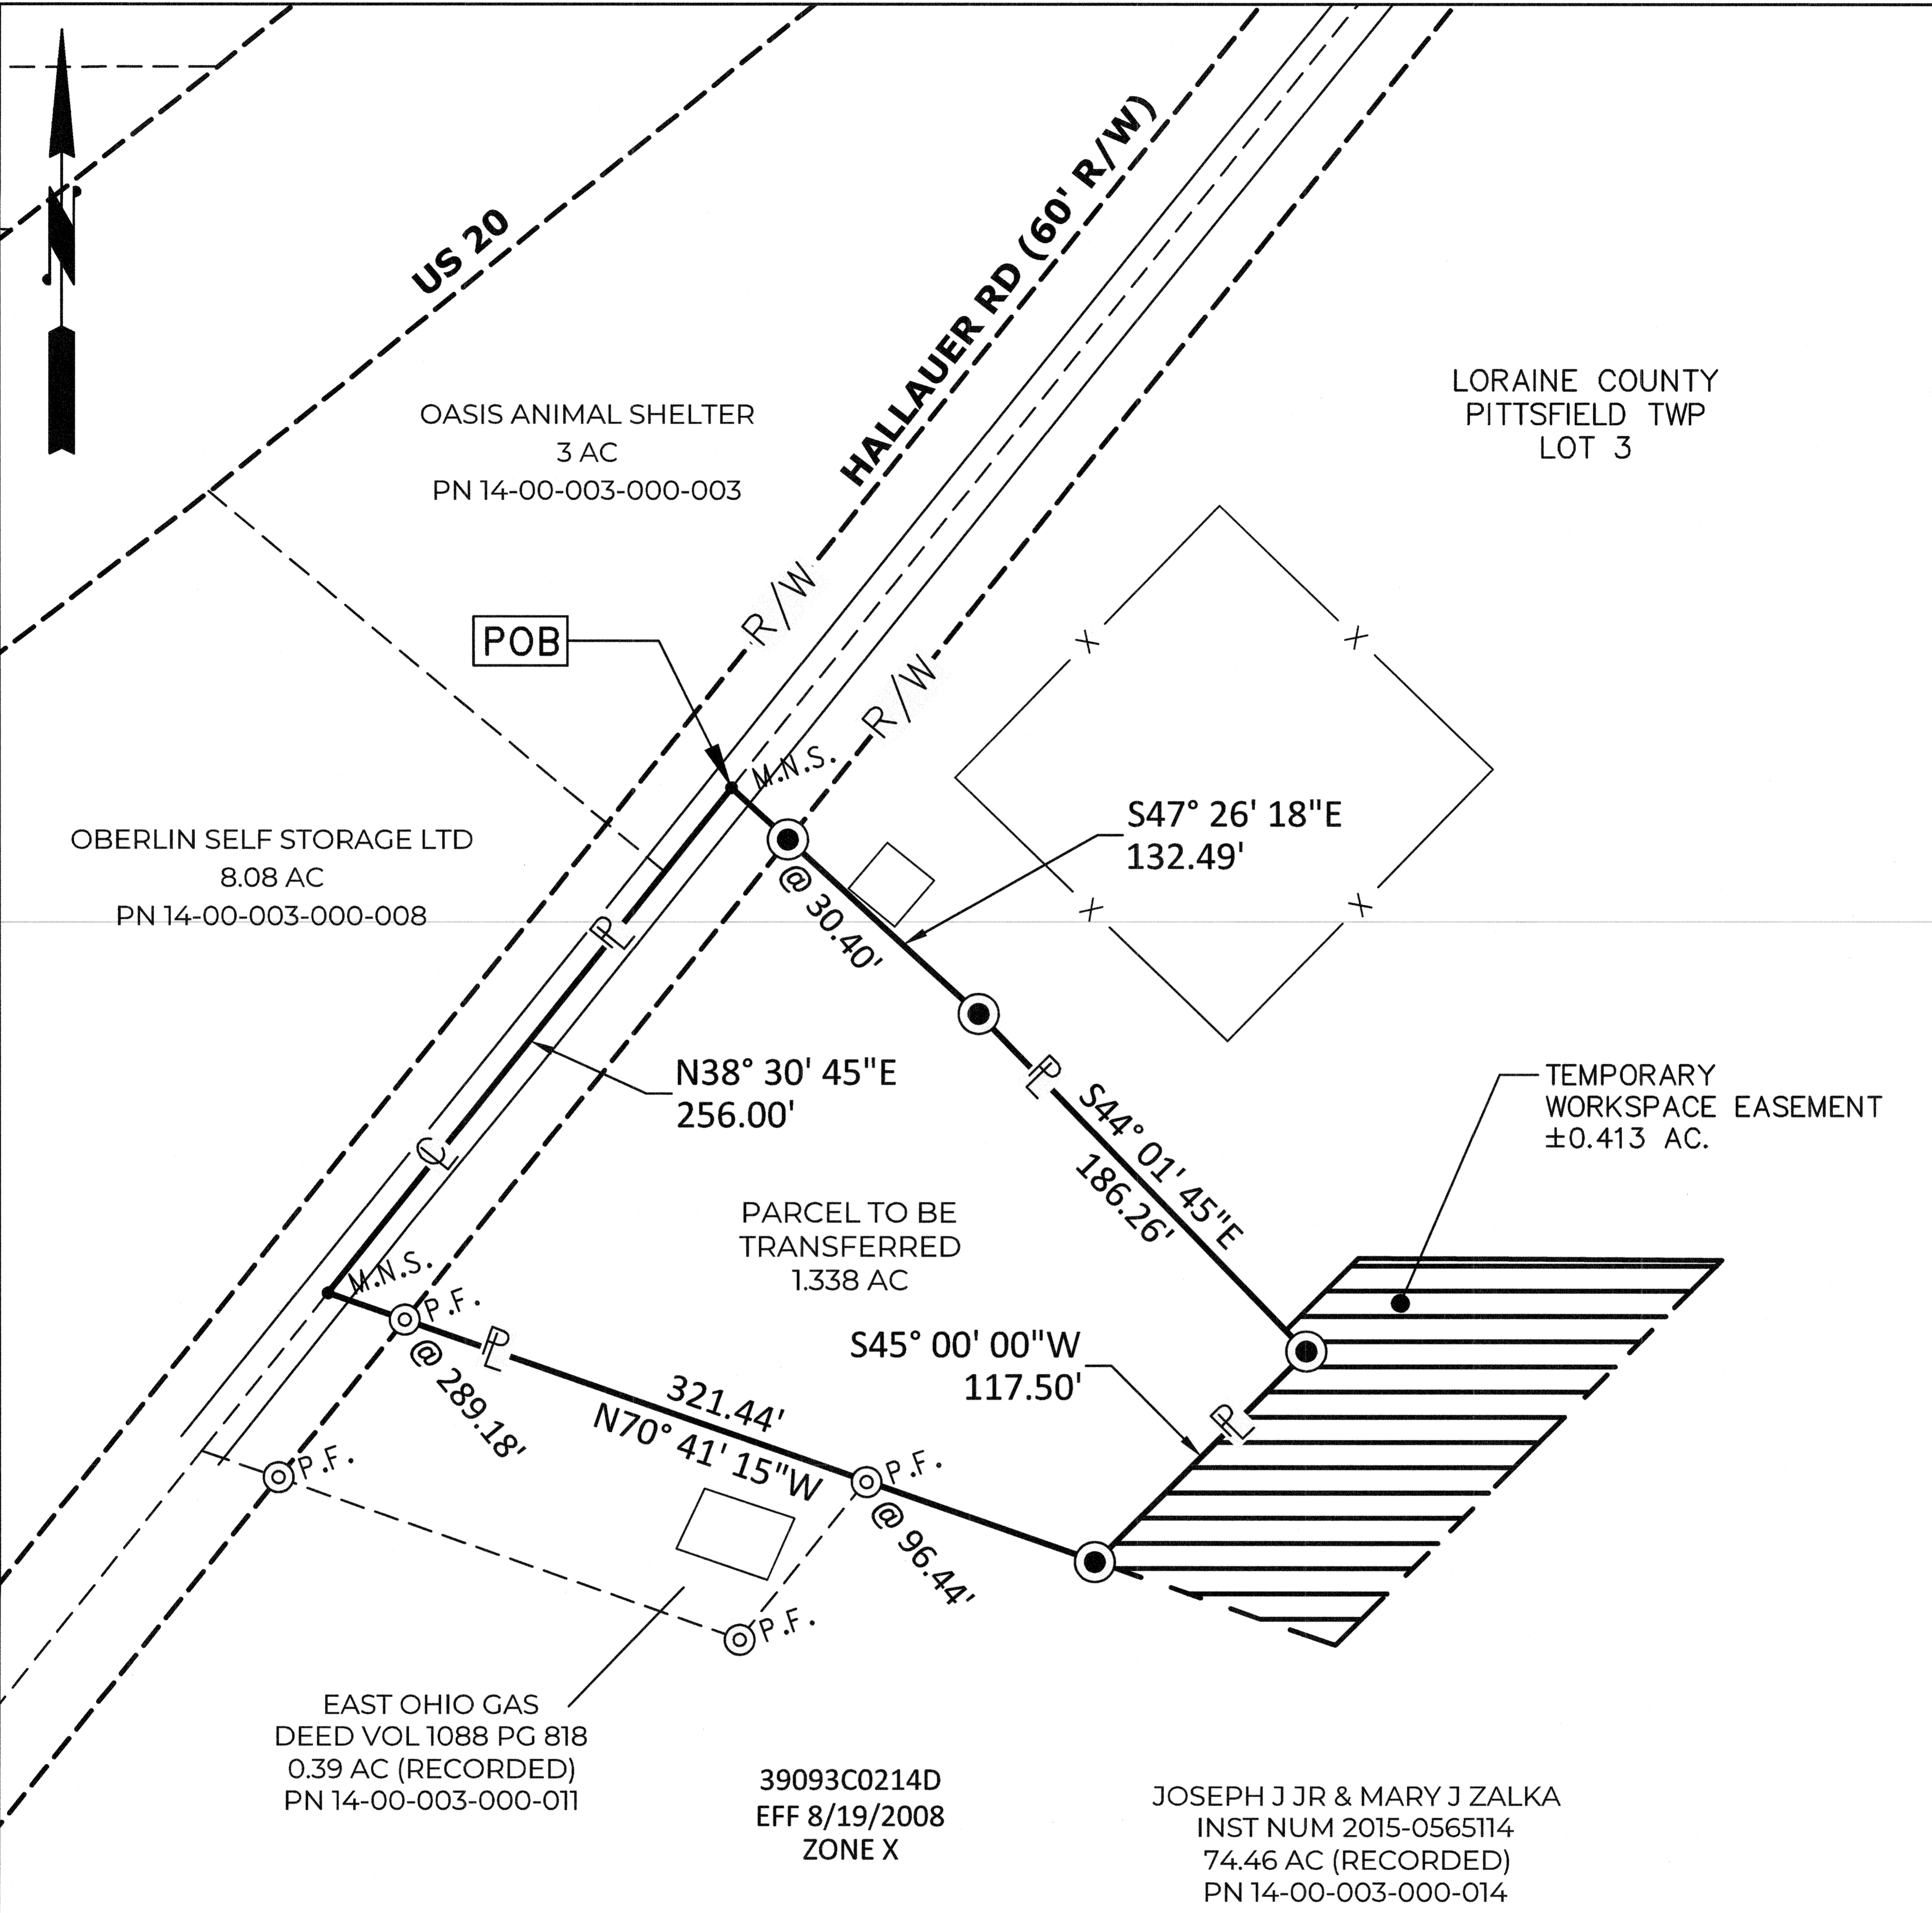 N
US 20
HALLAUER RD (60' R/W)
LORAINE COUNTY
PITTSFIELD TWP
LOT 3
OASIS ANIMAL SHELTER
3 AC
PN 14-00-003-000-003
R/W
POB
R/W
X
X
M.N.S.
S47° 26' 18"E
132.49'
OBERLIN SELF STORAGE LTD
8.08 AC
PN 14-00-003-000-008
@ 30.40'
X
X
PL
N38° 30' 45"E
256.00'
PL
S44° 01' 45"E
186.26'
TEMPORARY
WORKSPACE EASEMENT
±0.413 AC.
CL
PARCEL TO BE
TRANSFERRED
1.338 AC
M.N.S.
P.F.
PL
@ 289.18'
S45° 00' 00"W
117.50'
PL
321.44'
N70° 41' 15"W
P.F.
P.F.
@ 96.44'
P.F.
EAST OHIO GAS
DEED VOL 1088 PG 818
0.39 AC (RECORDED)
PN 14-00-003-000-011
39093C0214D
EFF 8/19/2008
ZONE X
JOSEPH J JR & MARY J ZALKA
INST NUM 2015-0565114
74.46 AC (RECORDED)
PN 14-00-003-000-014